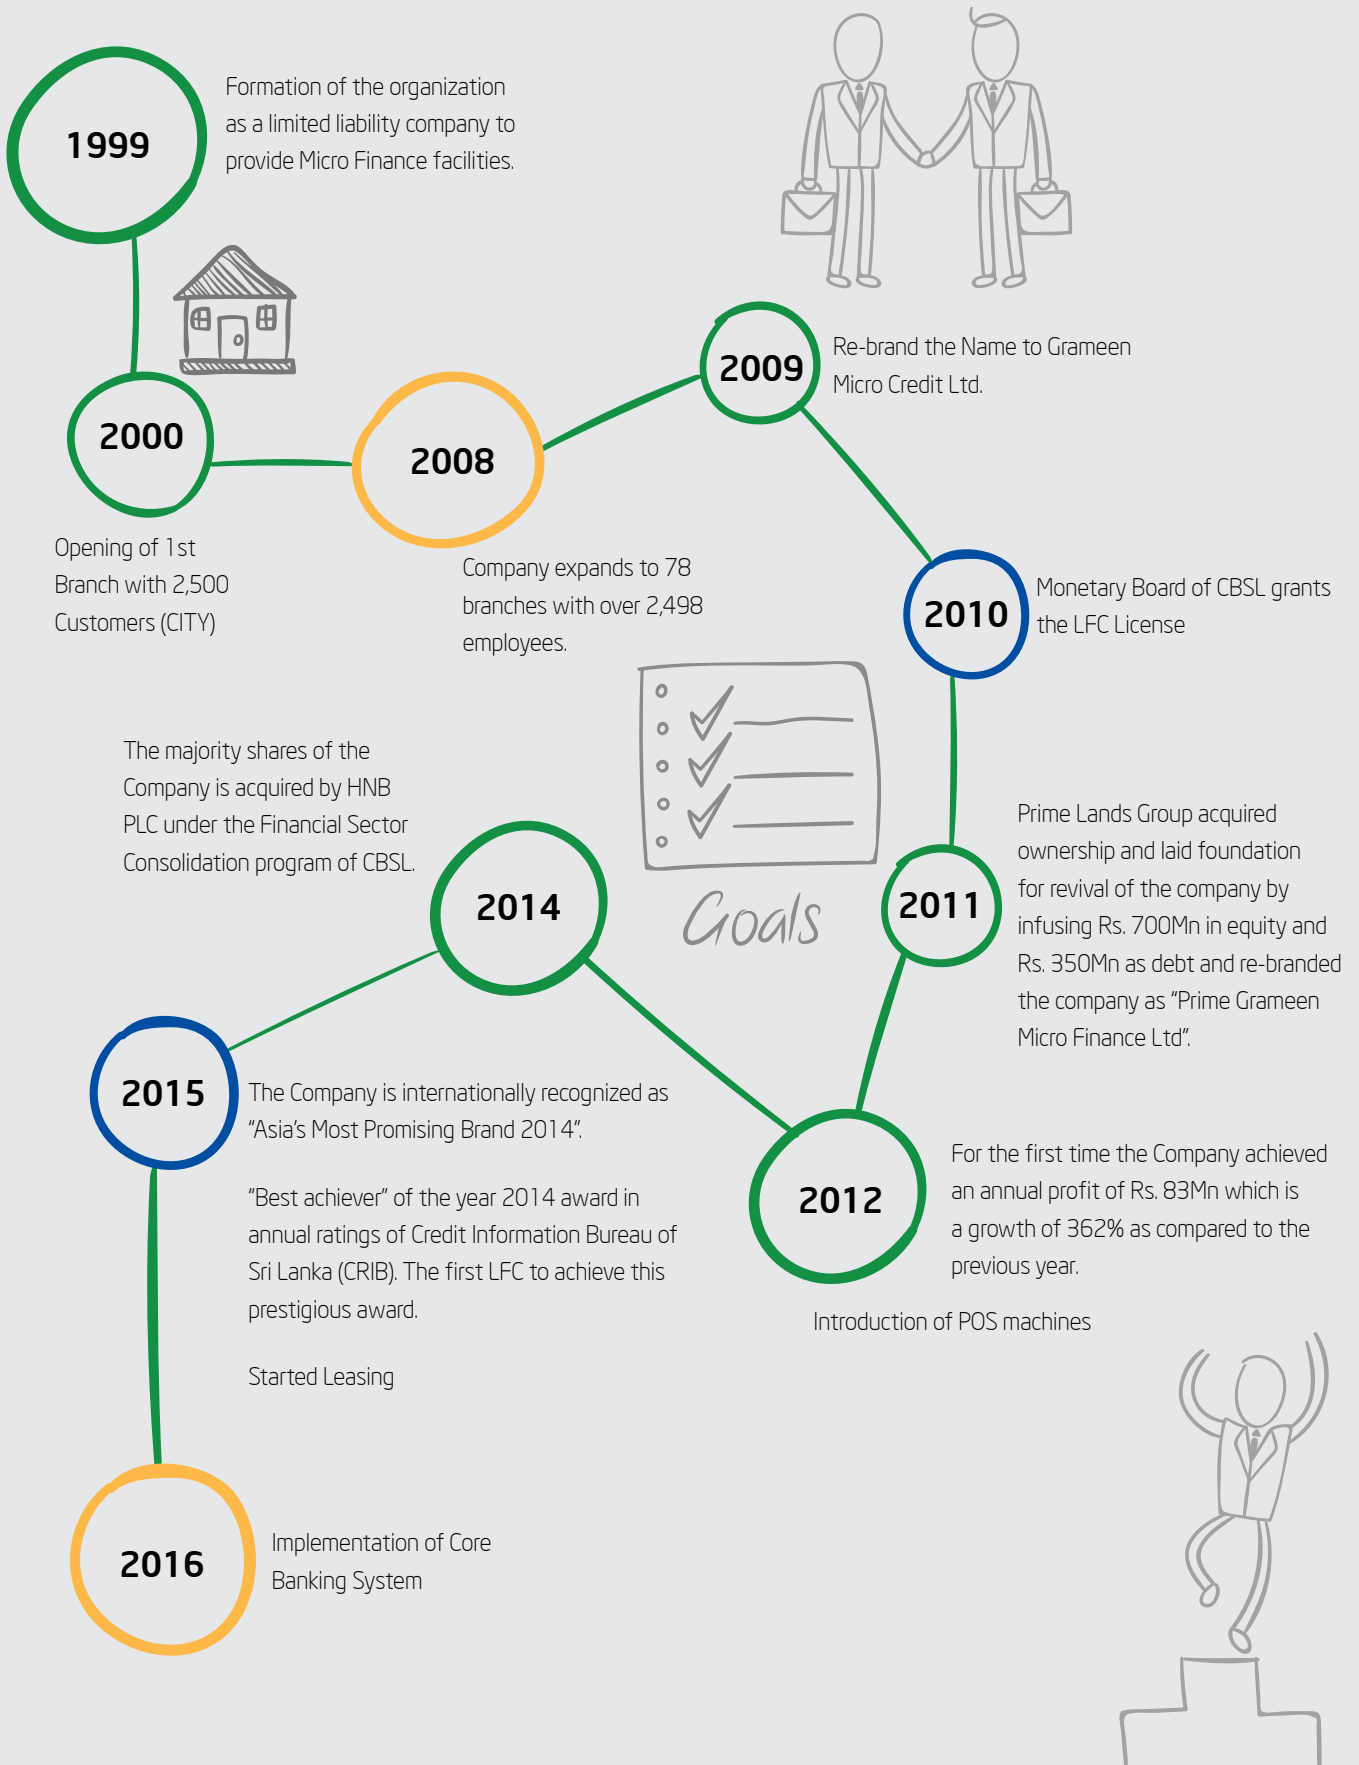 1999
Formation of the organization
as a limited liability company to
provide Micro Finance facilities.
2000
Opening of 1st
Branch with 2,500
Customers (CITY)
2008
Company expands to 78
branches with over 2,498
employees.
2009
Re-brand the Name to Grameen
Micro Credit Ltd.
2010
Monetary Board of CBSL grants
the LFC License
Goals
2011
Prime Lands Group acquired
ownership and laid foundation
for revival of the company by
infusing Rs. 700Mn in equity and
Rs. 350Mn as debt and re-branded
the company as “Prime Grameen
Micro Finance Ltd”.
2012
For the first time the Company achieved
an annual profit of Rs. 83Mn which is
a growth of 362% as compared to the
previous year.
Introduction of POS machines
2014
The majority shares of the
Company is acquired by HNB
PLC under the Financial Sector
Consolidation program of CBSL.
2015
The Company is internationally recognized as
“Asia’s Most Promising Brand 2014”.
“Best achiever” of the year 2014 award in
annual ratings of Credit Information Bureau of
Sri Lanka (CRIB). The first LFC to achieve this
prestigious award.
Started Leasing
2016
Implementation of Core
Banking System